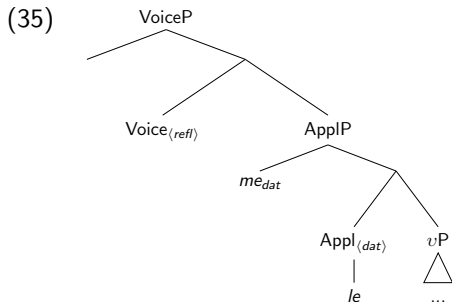 (35)
VoiceP
Voice⟨refl⟩
ApplP
me_dat
Appl⟨dat⟩
vP
le
...